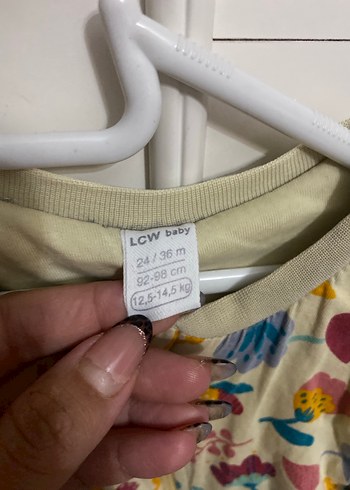 LCW baby
24 / 36 m
92-98 cm
12,5-14,5 kg